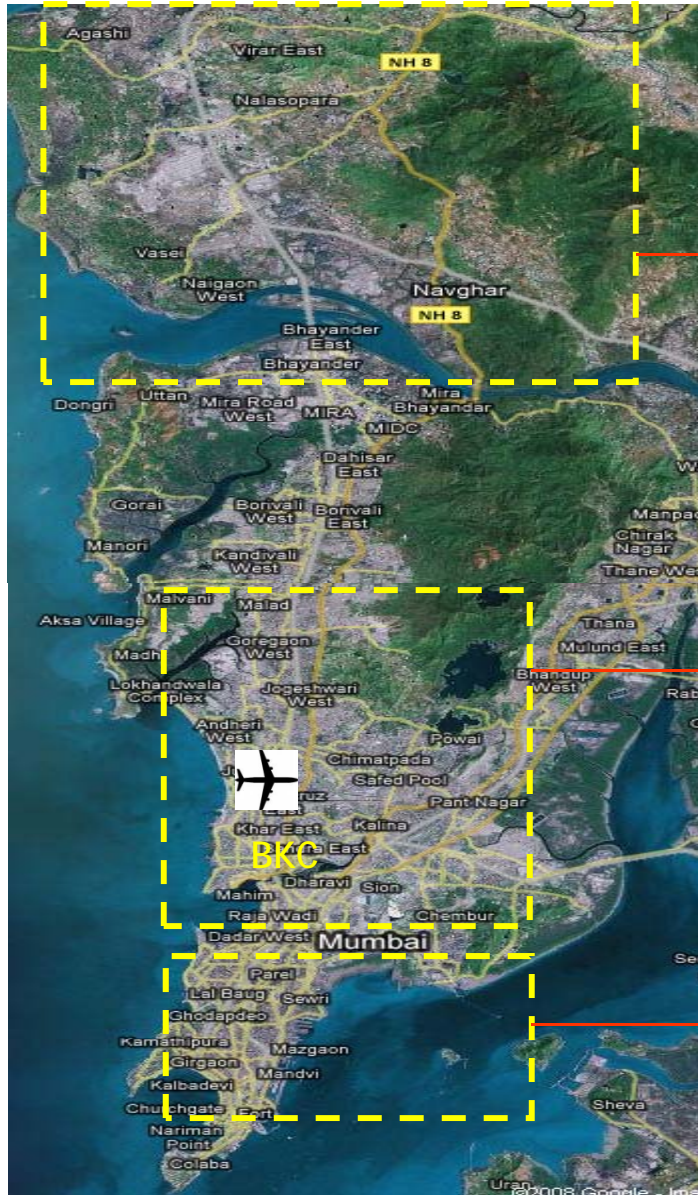 Agashi
Virar East
NH 8
Nalasopara
Vasei
Naigaon
West
Navghar
NH 8
Bhayander
East
Bhayander
Mira
Bhayandar
Uttan
Dongri
Mira Road
West
MIRA
MIDC
Dahisar
East
Gorai
Borivali
West
Borivali
East
Manpad
Chirak
Nagar
Manori
Kandivali
West
Thane Wes
Malvani
Malad
Aksa Village
Thana
Goregaon
West
Mulund East
Madh
Bhandup
West
Lokhandwala
Complex
Jogeshwari
West
Rab
Andheri
West
Powai
Chimatpada
Safed Pool
Pant Nagar
East
Khar East
Kalina
East
BKC
Dharavi
Sion
Mahim
Raja Wadi
Chembur
Dadar West
Mumbai
Se
Parel
Lal Baug
Sewri
Ghodapdeo
Kamathipura
Mazgaon
Girgaon
Mandvi
Kalbadevi
Churchgate
Fort
Sheva
Nariman
Point
Colaba
Uran
©2008 Google - Im